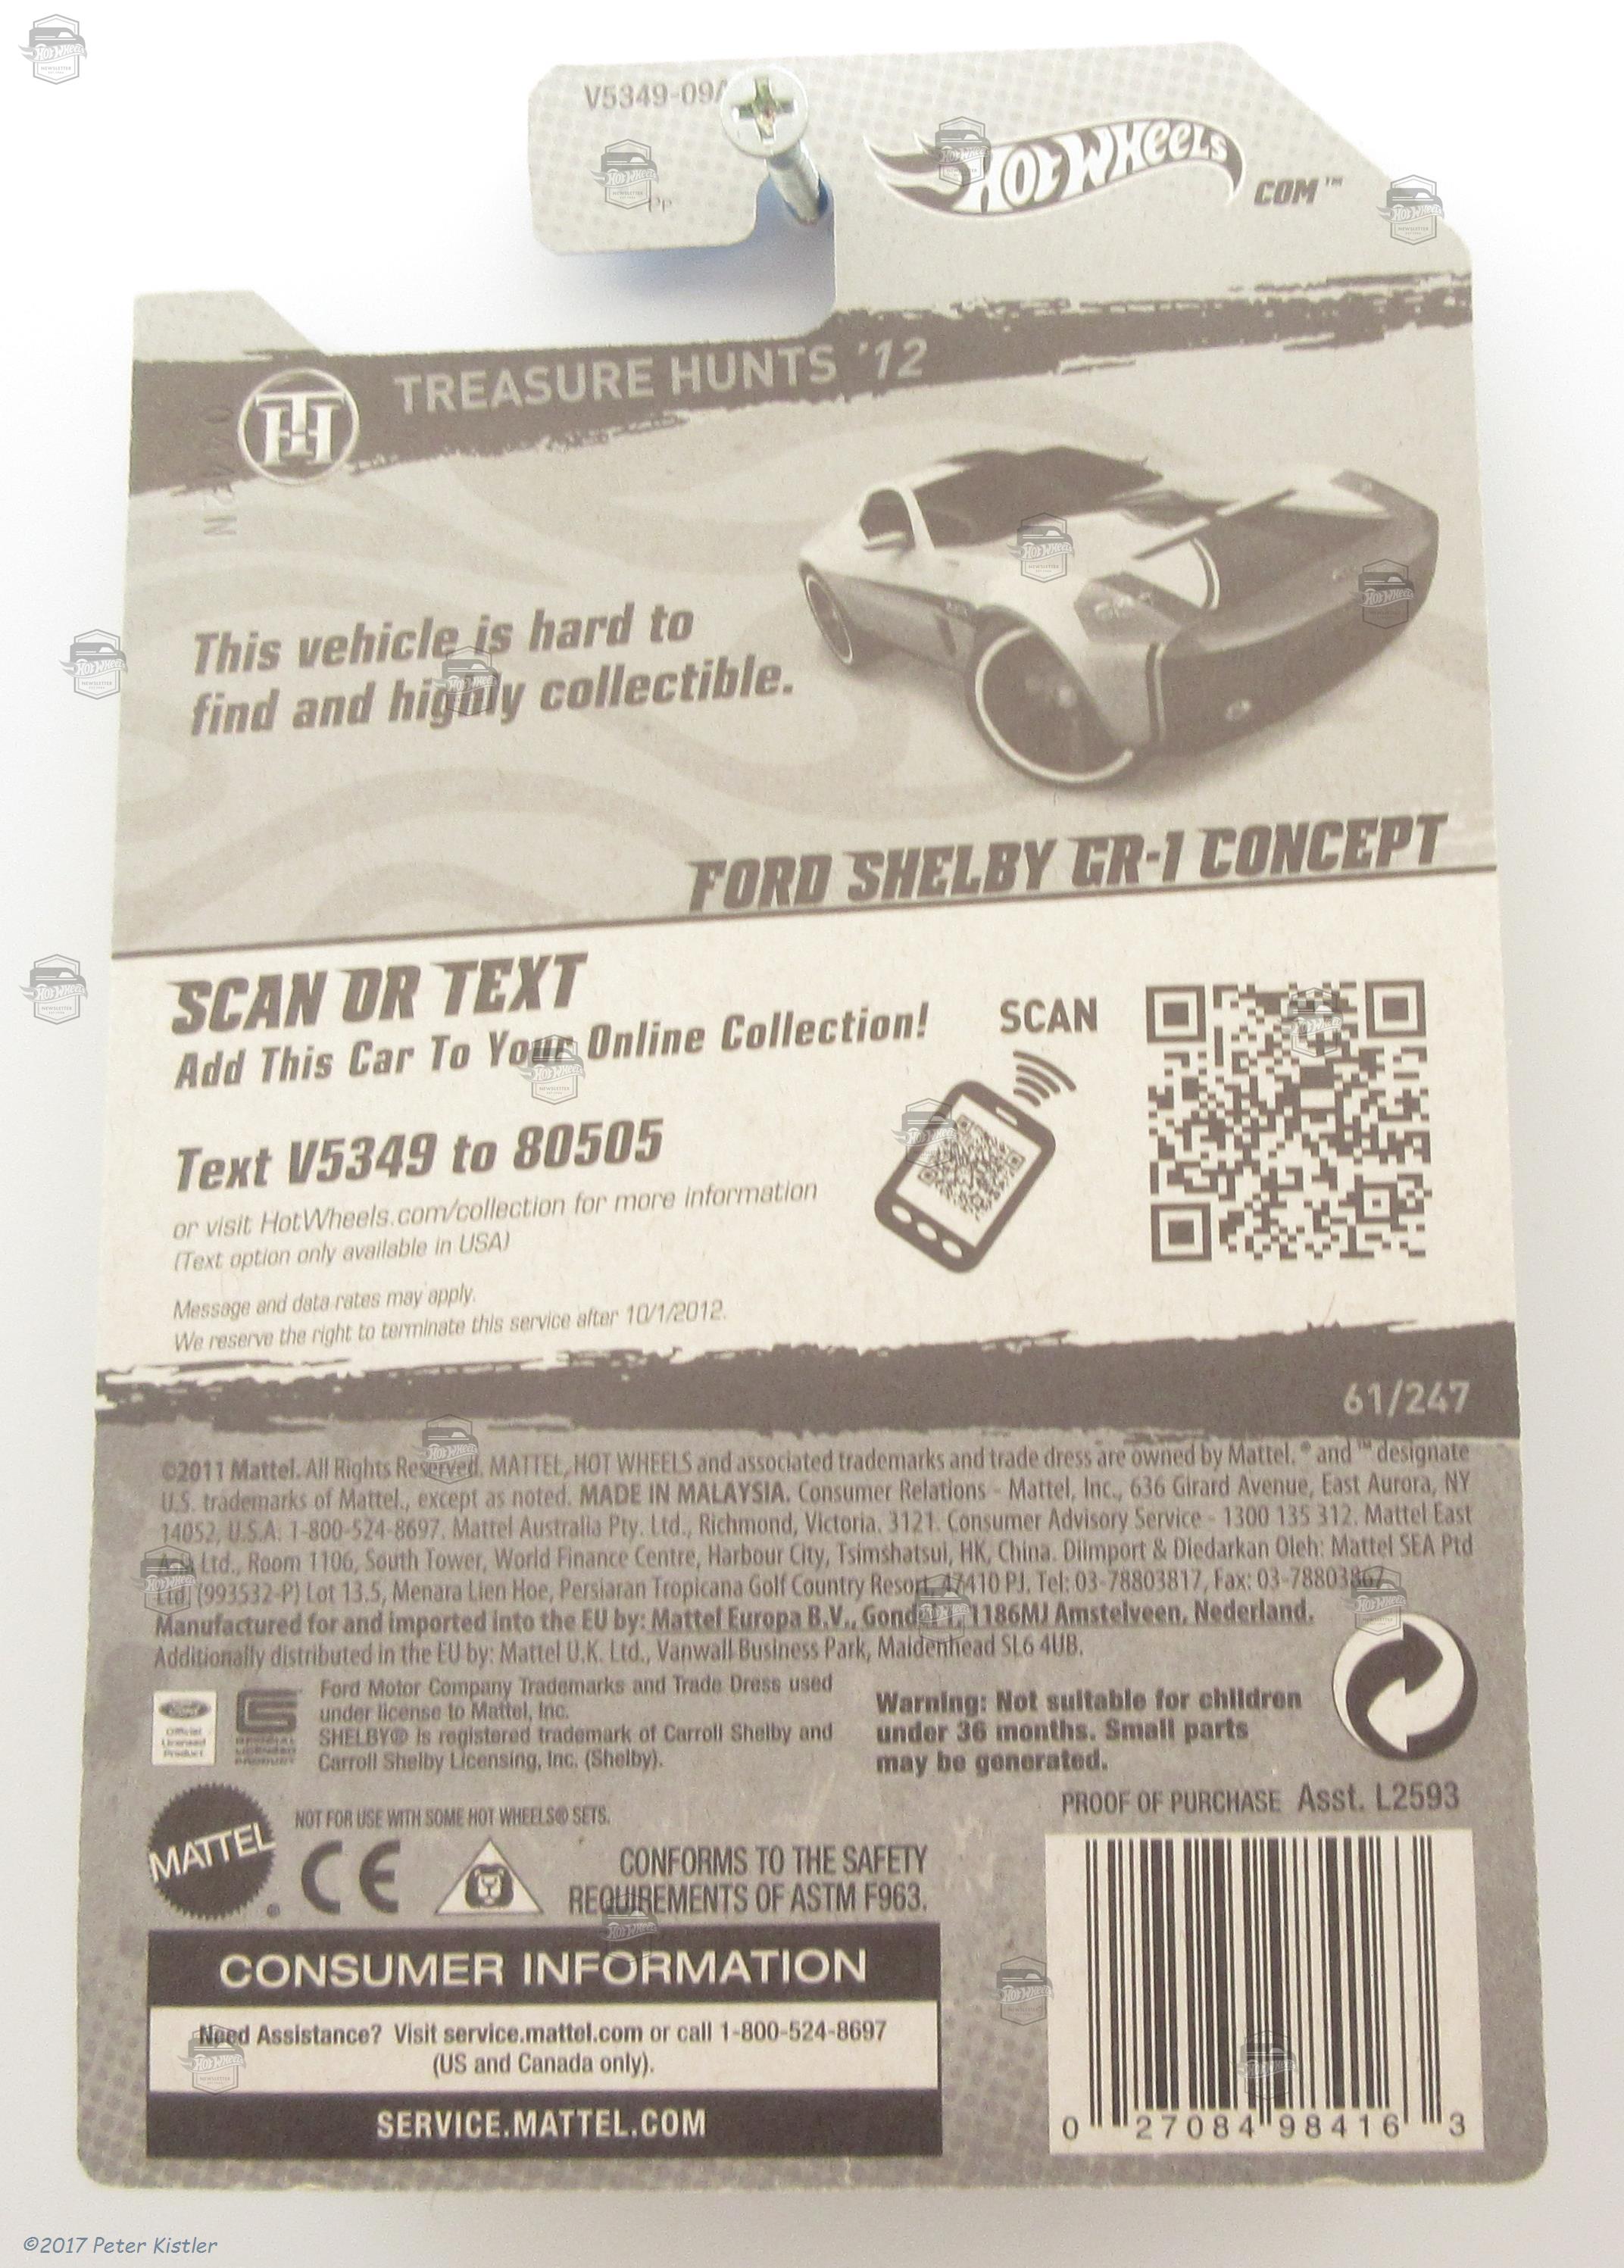 V5349-09A
Pp
HOT WHEELS COM™
TH TREASURE HUNTS '12
This vehicle is hard to
find and highly collectible.
FORD SHELBY GR-1 CONCEPT
SCAN OR TEXT
Add This Car To Your Online Collection!
SCAN
Text V5349 to 80505
or visit HotWheels.com/collection for more information
(Text option only available in USA)
Message and data rates may apply.
We reserve the right to terminate this service after 10/1/2012.
61/247
©2011 Mattel. All Rights Reserved. MATTEL, HOT WHEELS and associated trademarks and trade dress are owned by Mattel. ® and ™ designate
U.S. trademarks of Mattel., except as noted. MADE IN MALAYSIA. Consumer Relations - Mattel, Inc., 636 Girard Avenue, East Aurora, NY
14052, U.S.A. 1-800-524-8697. Mattel Australia Pty. Ltd., Richmond, Victoria. 3121. Consumer Advisory Service - 1300 135 312. Mattel East
Asia Ltd., Room 1106, South Tower, World Finance Centre, Harbour City, Tsimshatsui, HK, China. Diimport & Diedarkan Oleh: Mattel SEA Ptd
Ltd. (993532-P) Lot 13.5, Menara Lien Hoe, Persiaran Tropicana Golf Country Resort, 47410 PJ. Tel: 03-78803817, Fax: 03-78803867.
Manufactured for and imported into the EU by: Mattel Europa B.V., Gondel 1, 1186MJ Amstelveen, Nederland.
Additionally distributed in the EU by: Mattel U.K. Ltd., Vanwall Business Park, Maidenhead SL6 4UB.
Ford
Official
Licensed
Product
Ford Motor Company Trademarks and Trade Dress used
under license to Mattel, Inc.
SHELBY® is registered trademark of Carroll Shelby and
Carroll Shelby Licensing, Inc. (Shelby).
Warning: Not suitable for children
under 36 months. Small parts
may be generated.
PROOF OF PURCHASE Asst. L2593
MATTEL
NOT FOR USE WITH SOME HOT WHEELS® SETS.
CE
CONFORMS TO THE SAFETY
REQUIREMENTS OF ASTM F963.
CONSUMER INFORMATION
Need Assistance? Visit service.mattel.com or call 1-800-524-8697
(US and Canada only).
SERVICE.MATTEL.COM
0 27084 98416 3
©2017 Peter Kistler